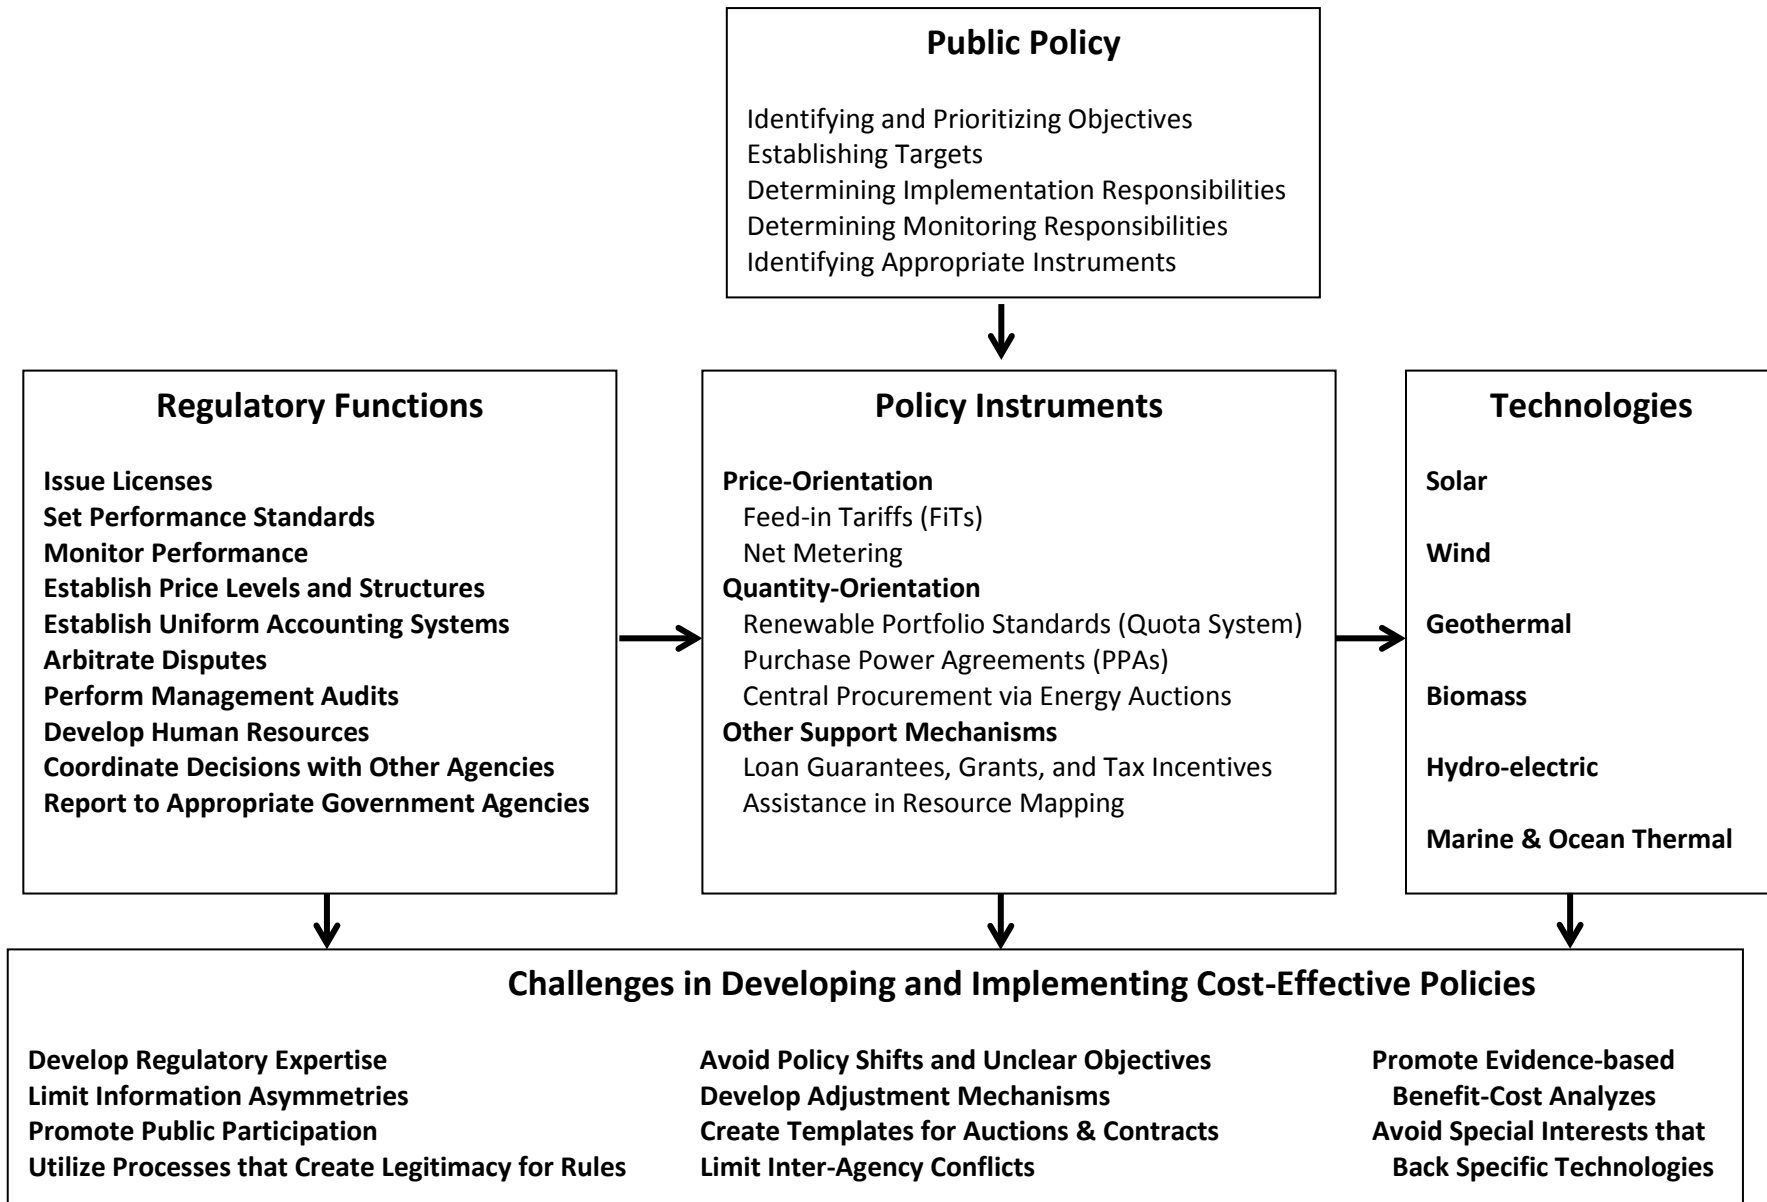 Public Policy
Identifying and Prioritizing Objectives
Establishing Targets
Determining Implementation Responsibilities
Determining Monitoring Responsibilities
Identifying Appropriate Instruments
Regulatory Functions
Issue Licenses
Set Performance Standards
Monitor Performance
Establish Price Levels and Structures
Establish Uniform Accounting Systems
Arbitrate Disputes
Perform Management Audits
Develop Human Resources
Coordinate Decisions with Other Agencies
Report to Appropriate Government Agencies
Policy Instruments
Price-Orientation
Feed-in Tariffs (FiTs)
Net Metering
Quantity-Orientation
Renewable Portfolio Standards (Quota System)
Purchase Power Agreements (PPAs)
Central Procurement via Energy Auctions
Other Support Mechanisms
Loan Guarantees, Grants, and Tax Incentives
Assistance in Resource Mapping
Technologies
Solar
Wind
Geothermal
Biomass
Hydro-electric
Marine & Ocean Thermal
Challenges in Developing and Implementing Cost-Effective Policies
Develop Regulatory Expertise
Limit Information Asymmetries
Promote Public Participation
Utilize Processes that Create Legitimacy for Rules
Avoid Policy Shifts and Unclear Objectives
Develop Adjustment Mechanisms
Create Templates for Auctions & Contracts
Limit Inter-Agency Conflicts
Promote Evidence-based
Benefit-Cost Analyzes
Avoid Special Interests that
Back Specific Technologies